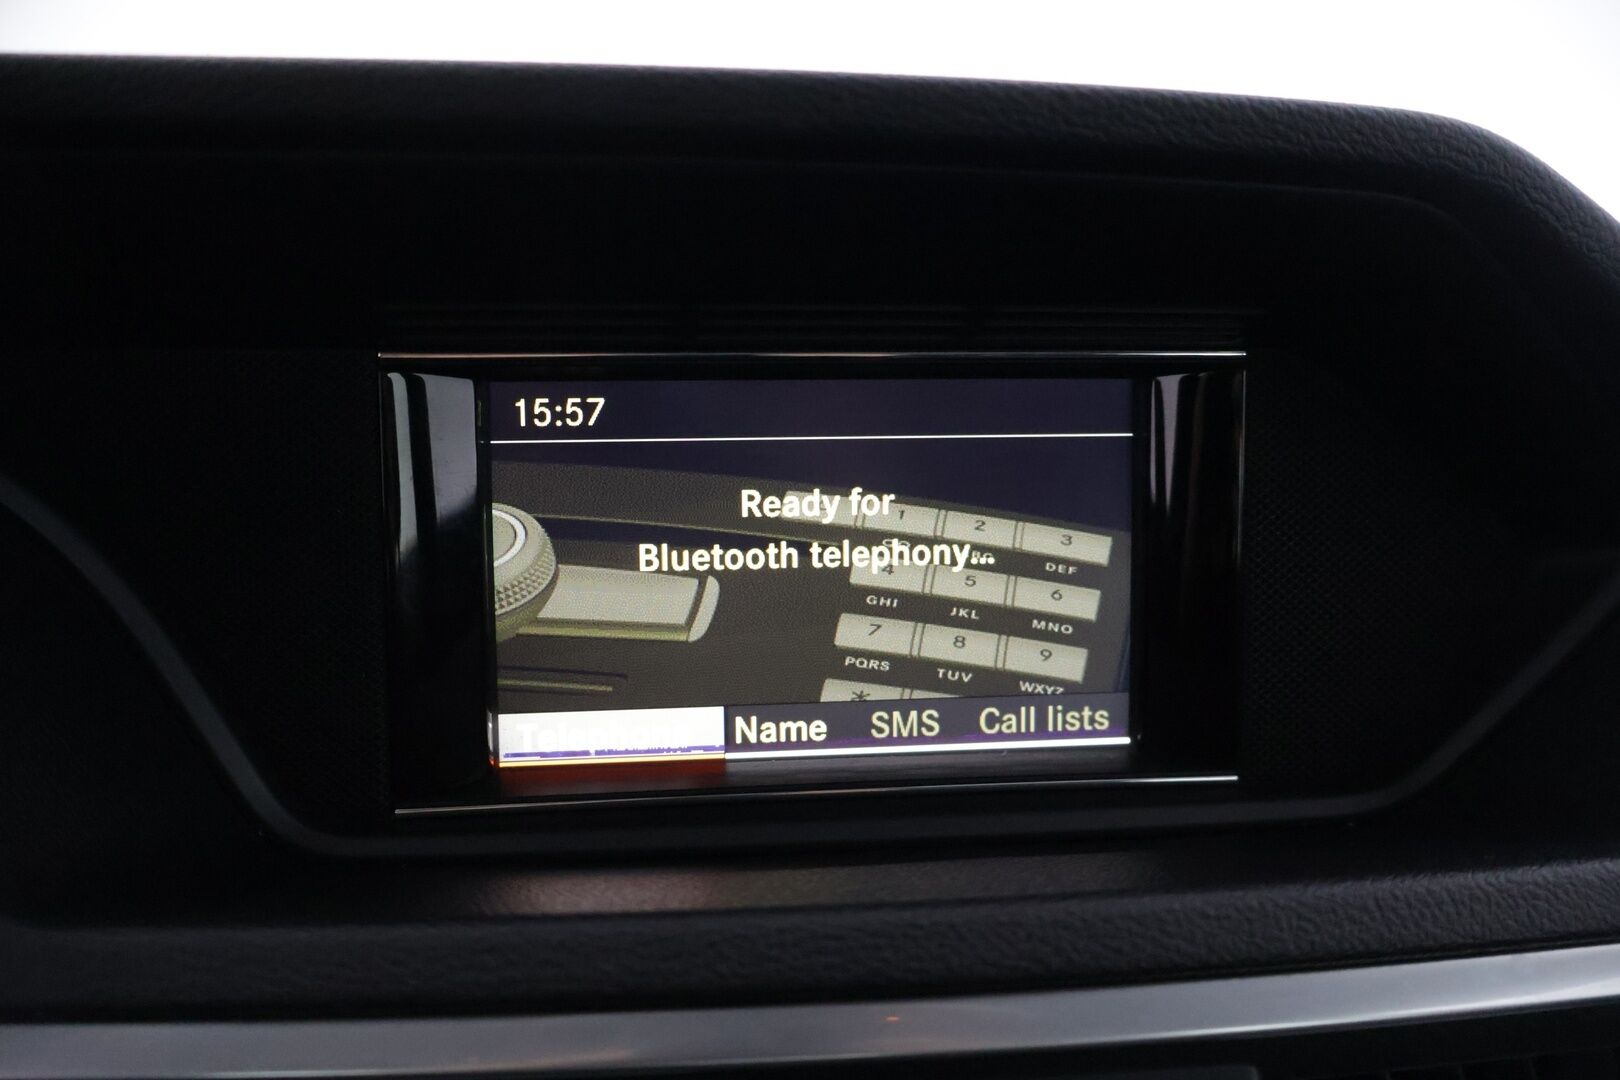 15:57
Ready for
Bluetooth telephony...
1 2 3
DEF
4 5 6
GHI JKL MNO
7 8 9
PQRS TUV WXYZ
*
Telephone Name SMS Call lists